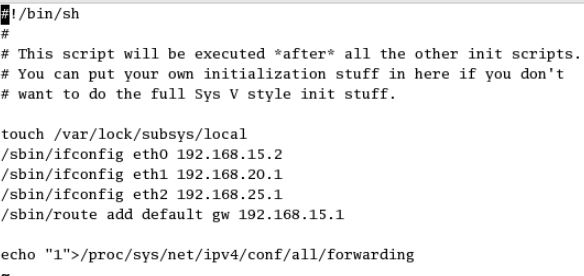 #!/bin/sh
#
# This script will be executed *after* all the other init scripts.
# You can put your own initialization stuff in here if you don't
# want to do the full Sys V style init stuff.

touch /var/lock/subsys/local
/sbin/ifconfig eth0 192.168.15.2
/sbin/ifconfig eth1 192.168.20.1
/sbin/ifconfig eth2 192.168.25.1
/sbin/route add default gw 192.168.15.1

echo "1">/proc/sys/net/ipv4/conf/all/forwarding
~